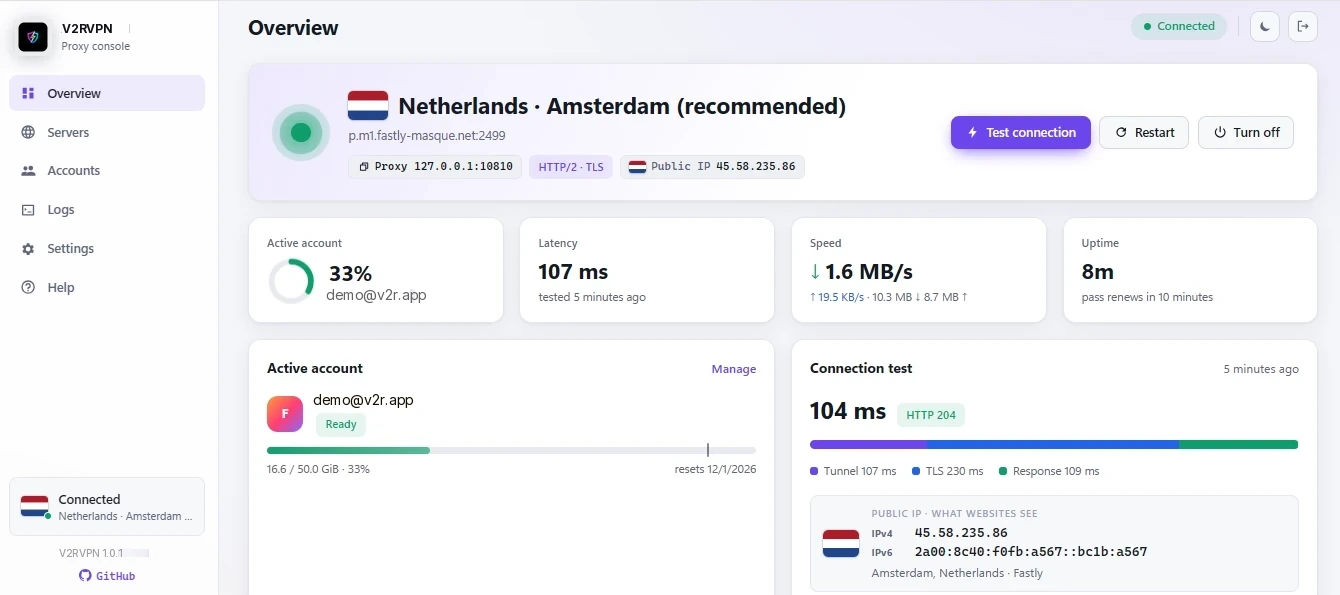 V2RVPN
Proxy console
Overview
Servers
Accounts
Logs
Settings
Help
Connected
Netherlands · Amsterdam ...
V2RVPN 1.0.1
GitHub
Overview
Connected
Netherlands · Amsterdam (recommended)
p.m1.fastly-masque.net:2499
Proxy 127.0.0.1:10810
HTTP/2 · TLS
Public IP 45.58.235.86
Test connection
Restart
Turn off
Active account
33%
demo@v2r.app
Latency
107 ms
tested 5 minutes ago
Speed
↓ 1.6 MB/s
↑ 19.5 KB/s · 10.3 MB ↓ 8.7 MB ↑
Uptime
8m
pass renews in 10 minutes
Active account
Manage
F
demo@v2r.app
Ready
16.6 / 50.0 GiB · 33%
resets 12/1/2026
Connection test
5 minutes ago
104 ms
HTTP 204
Tunnel 107 ms
TLS 230 ms
Response 109 ms
PUBLIC IP · WHAT WEBSITES SEE
IPv4 45.58.235.86
IPv6 2a00:8c40:f0fb:a567::bc1b:a567
Amsterdam, Netherlands · Fastly